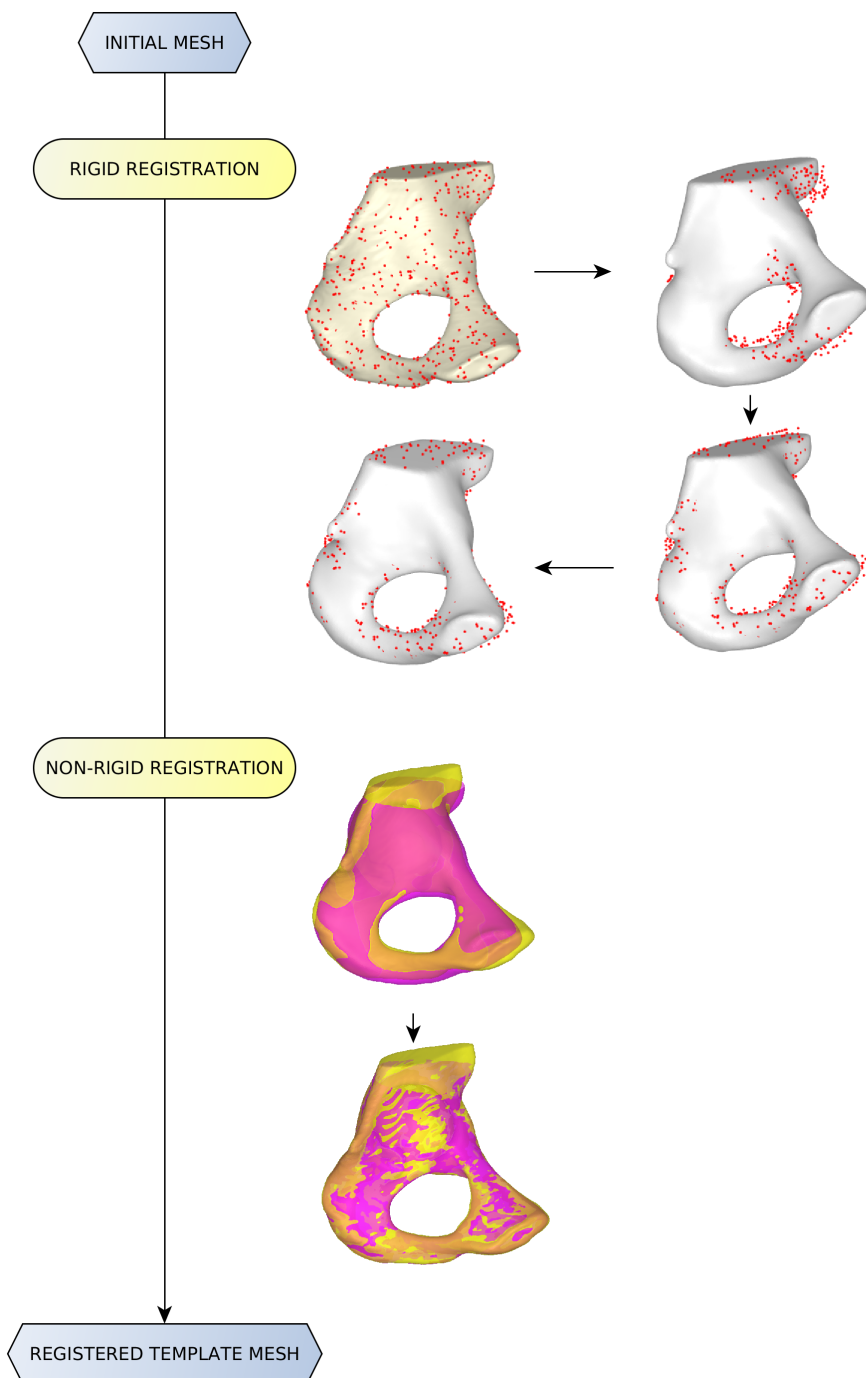 INITIAL MESH
RIGID REGISTRATION
NON-RIGID REGISTRATION
REGISTERED TEMPLATE MESH